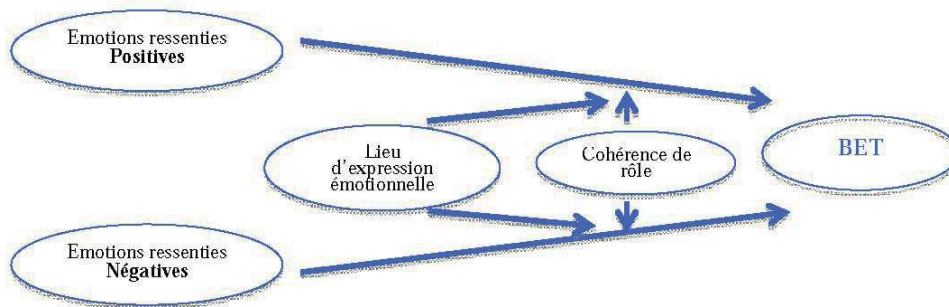 Emotions ressenties
Positives
Lieu
d'expression
émotionnelle
Cohérence de
rôle
BET
Emotions ressenties
Négatives